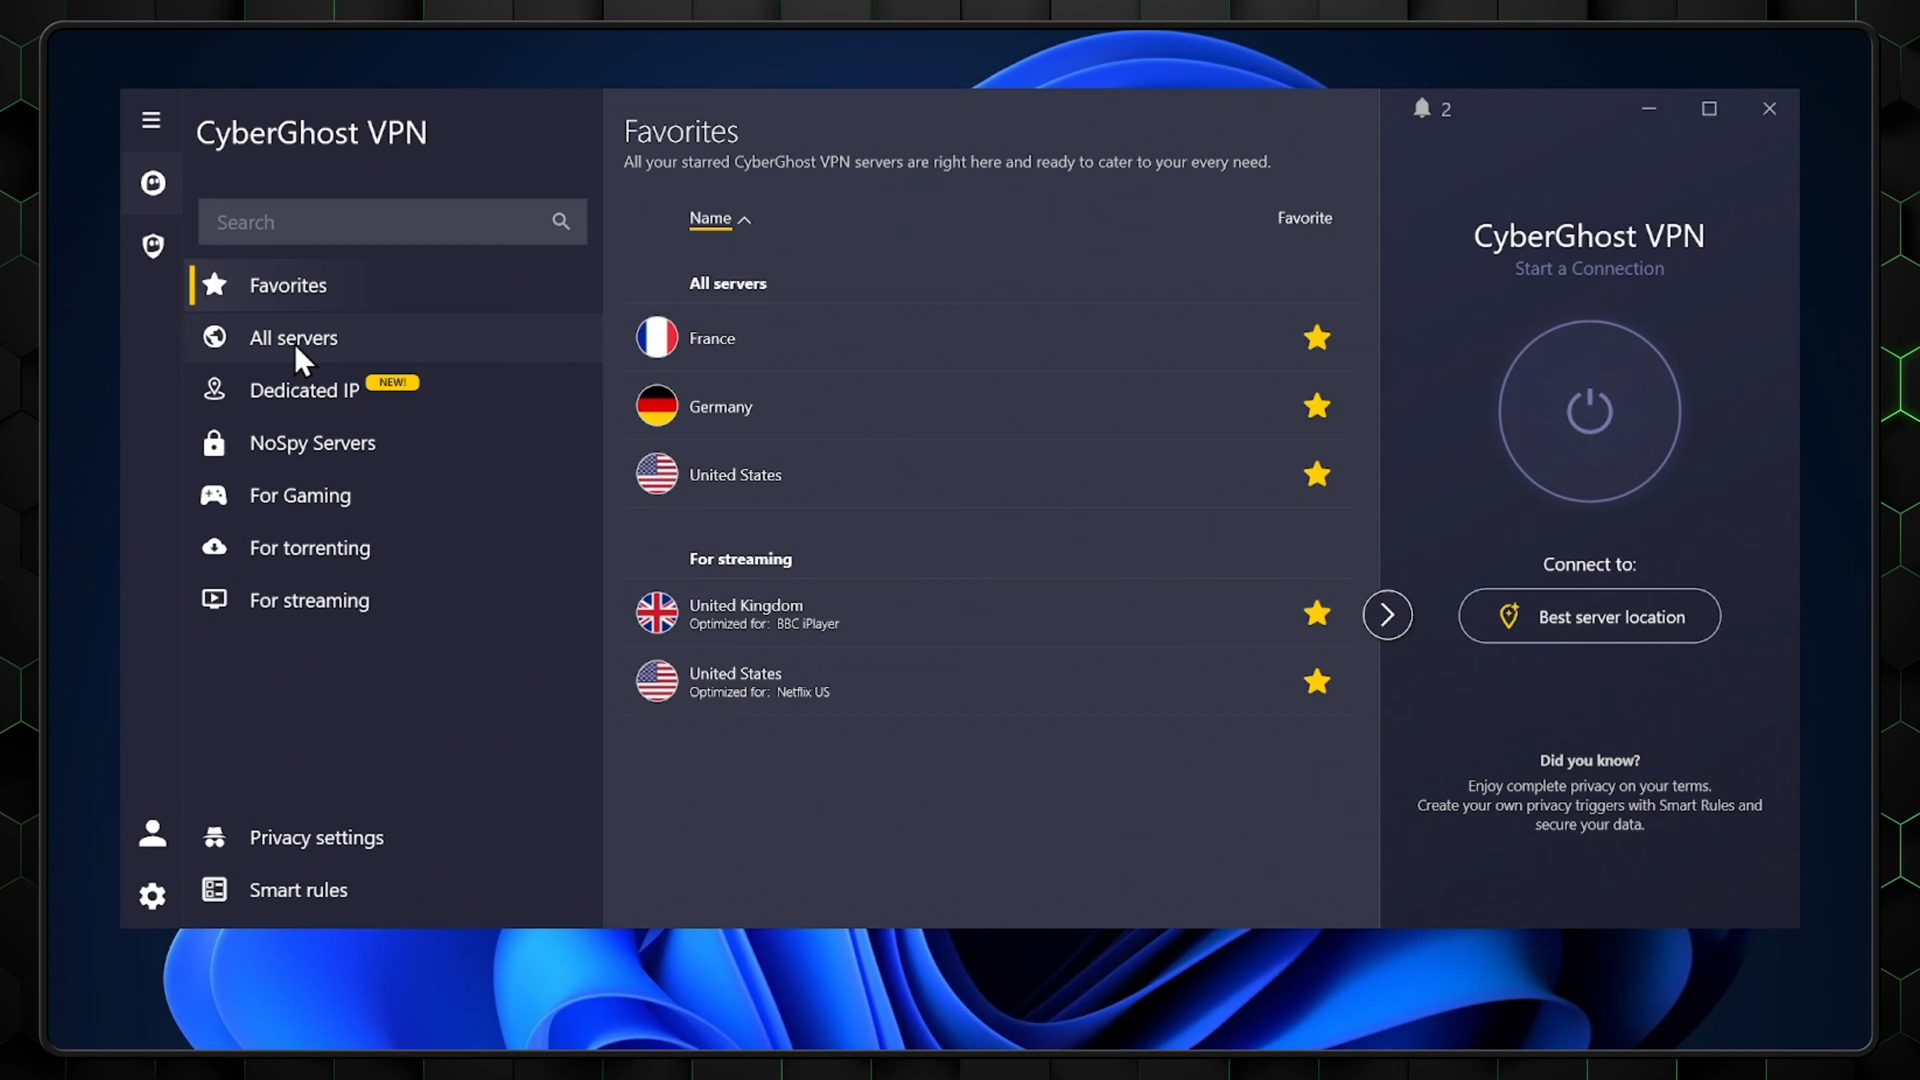 CyberGhost VPN
Search
Favorites
All servers
Dedicated IP NEW!
NoSpy Servers
For Gaming
For torrenting
For streaming
Privacy settings
Smart rules
Favorites
All your starred CyberGhost VPN servers are right here and ready to cater to your every need.
Name Favorite
All servers
France
Germany
United States
For streaming
United Kingdom
Optimized for: BBC iPlayer
United States
Optimized for: Netflix US
2
CyberGhost VPN
Start a Connection
Connect to:
Best server location
Did you know?
Enjoy complete privacy on your terms.
Create your own privacy triggers with Smart Rules and
secure your data.